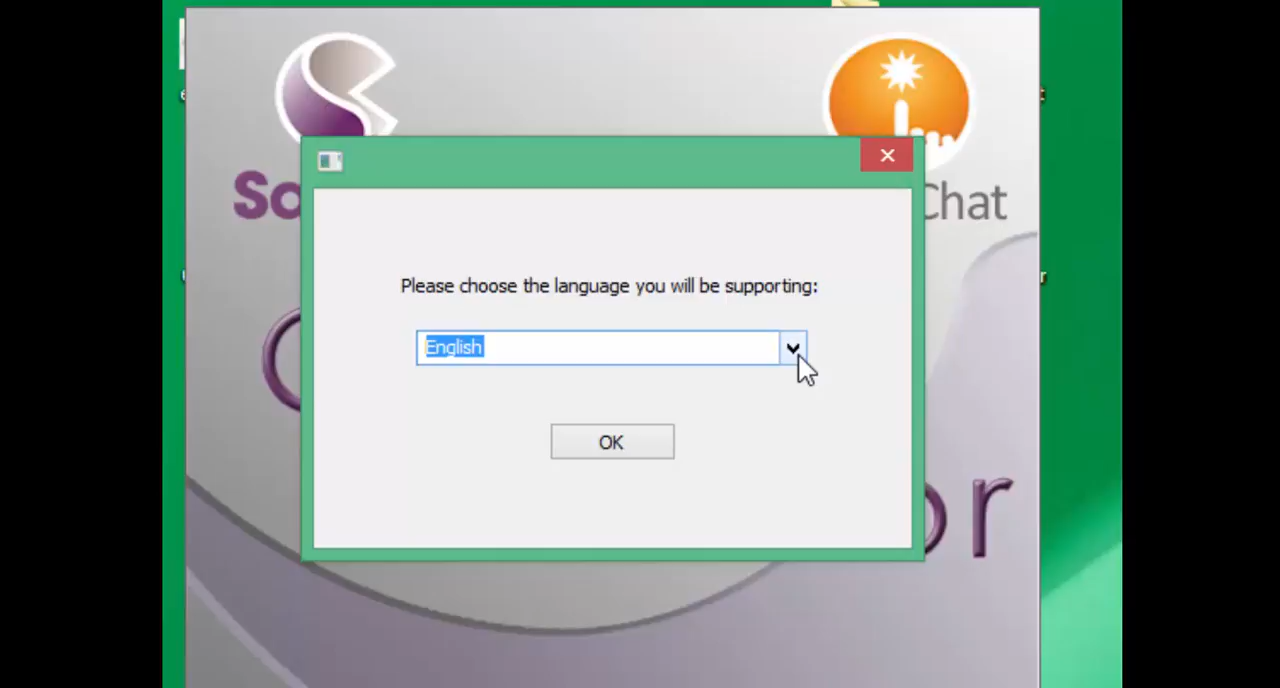 So
Chat
Please choose the language you will be supporting:
English
OK
or